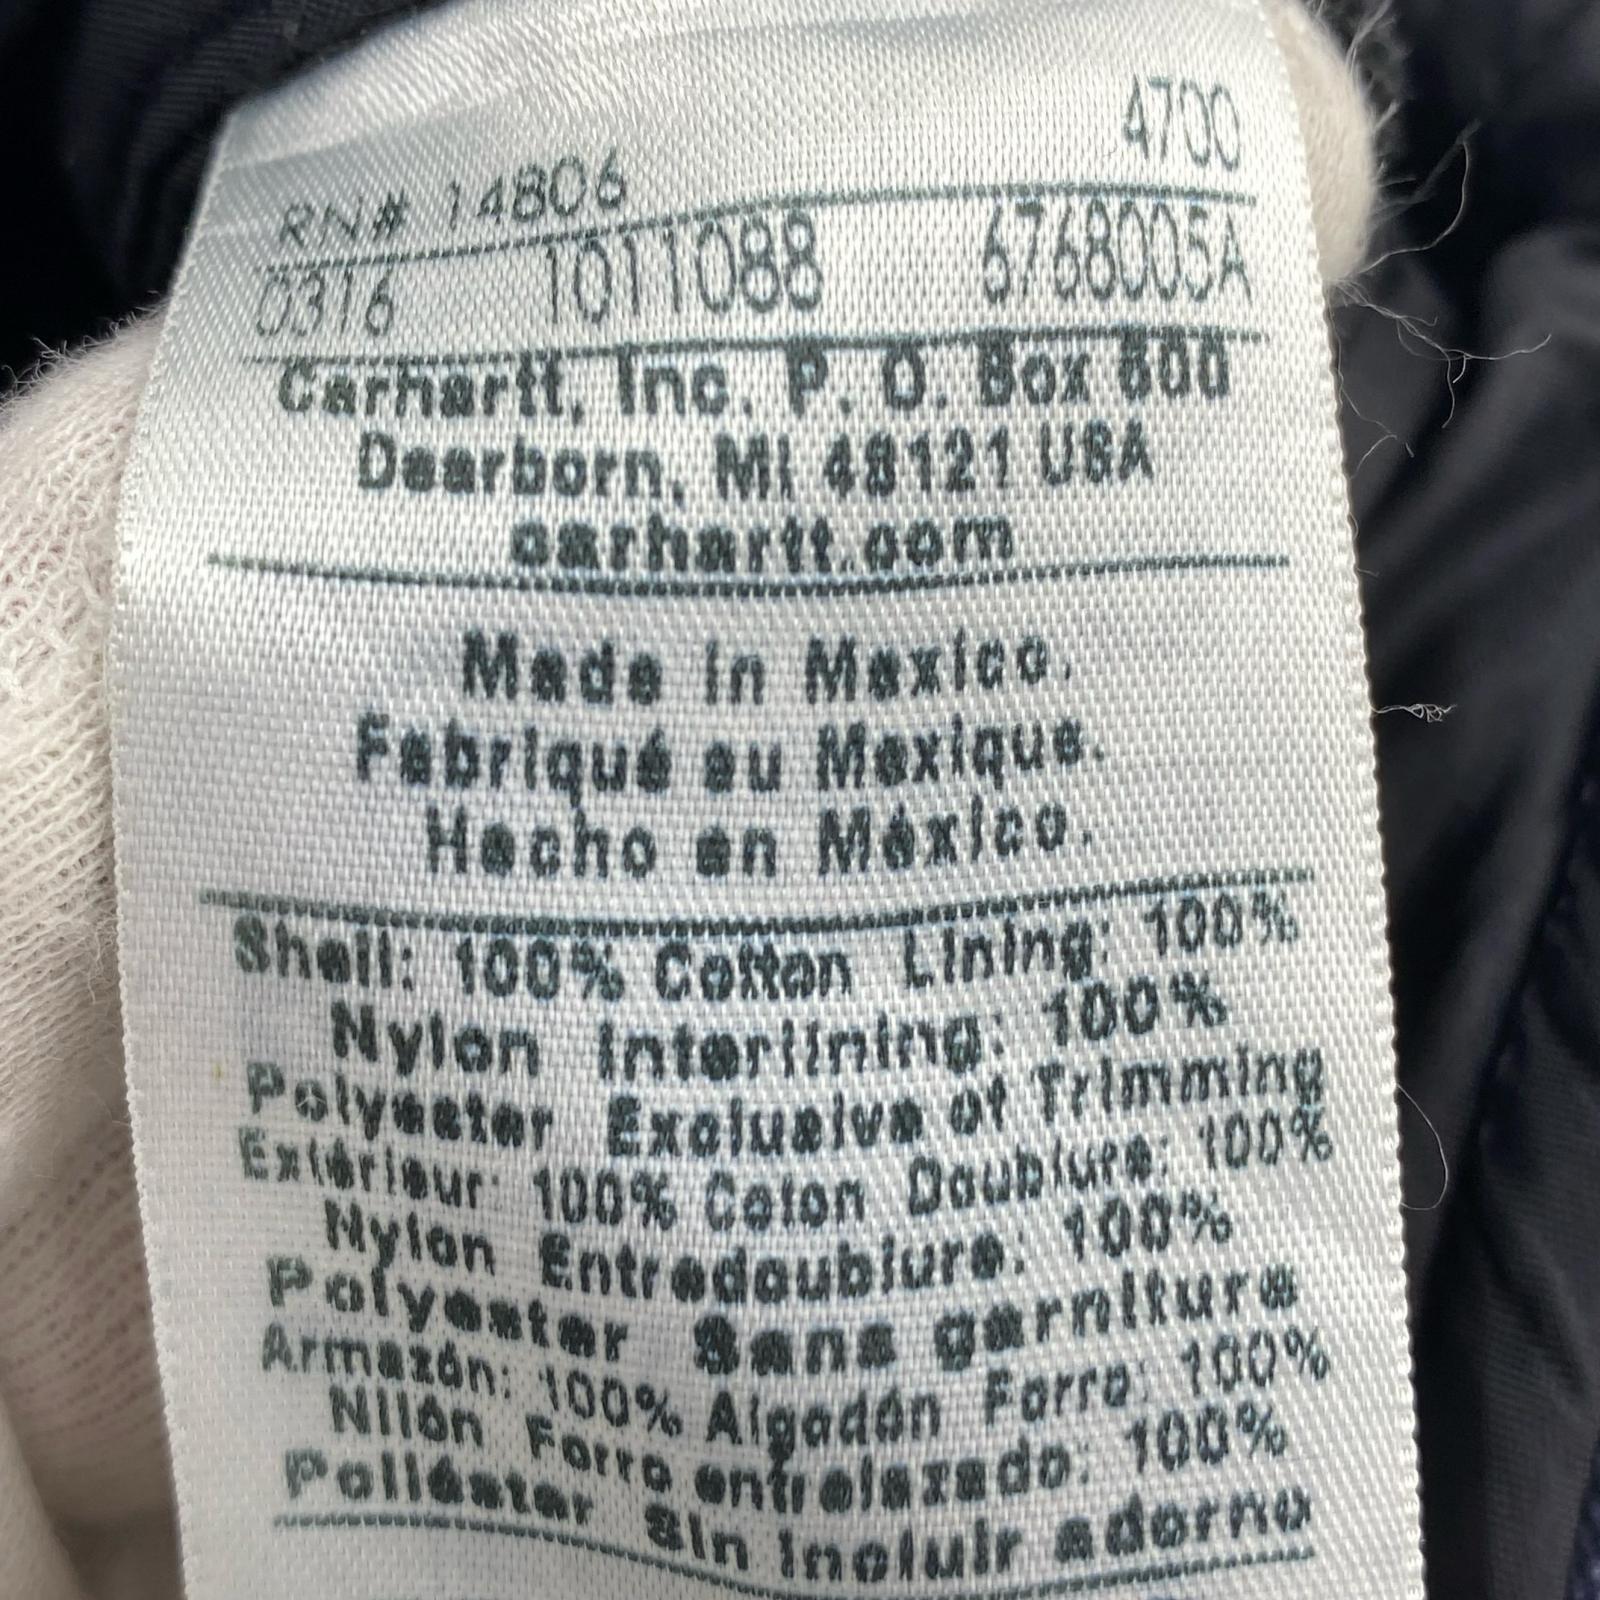 4700
RN# 14806
0316 1011088 6768005A
Carhartt, Inc. P. O. Box 600
Dearborn, MI 48121 USA
carhartt.com
Made in Mexico.
Fabriqué au Mexique.
Hecho en México.
Shell: 100% Cotton Lining: 100%
Nylon Interlining: 100%
Polyester Exclusive of Trimming
Extérieur: 100% Coton Doublure: 100%
Nylon Entredoublure: 100%
Polyester Sans garniture
Armazón: 100% Algodón Forro: 100%
Nilón Forro entrelazado: 100%
Poliéster Sin incluir adorno